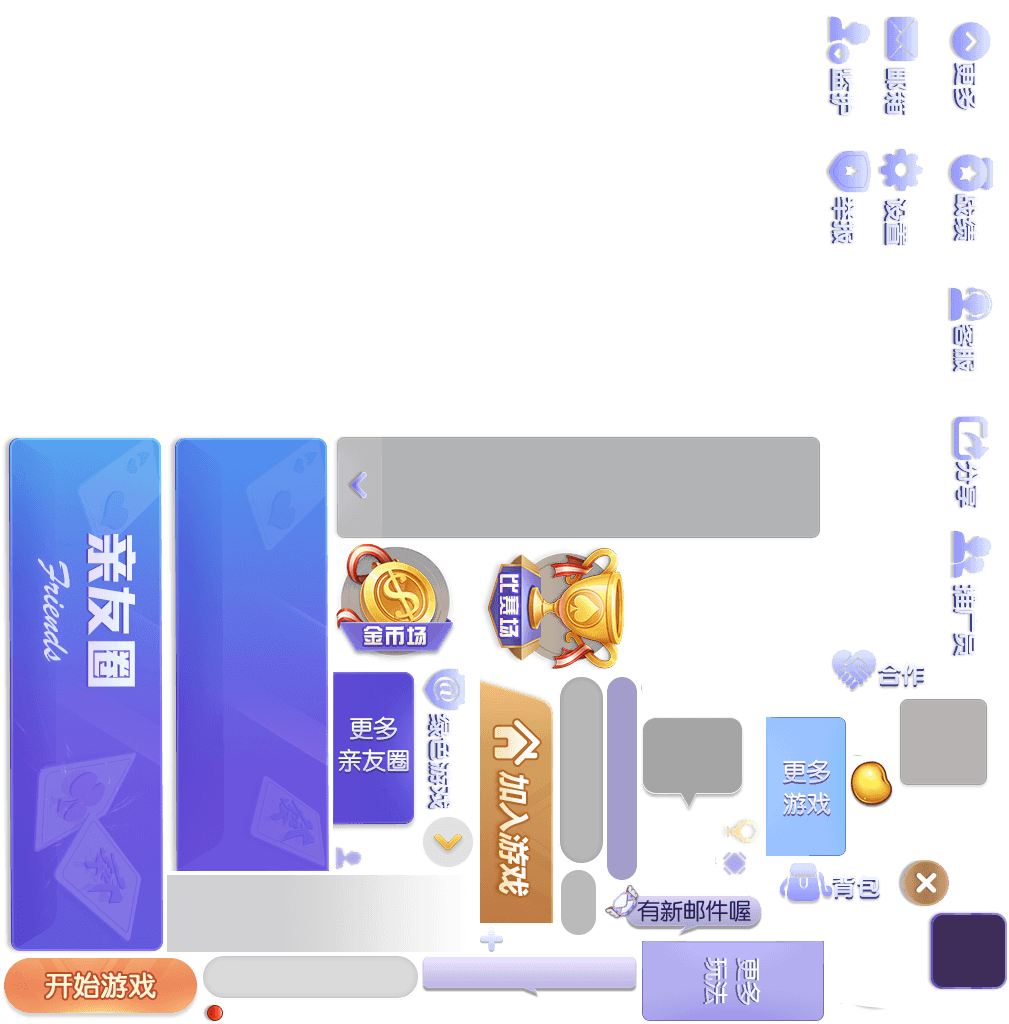 监护
邮箱
更多
举报
设置
战绩
客服
分享
推广员
合作
亲友圈
Friends
金币场
比赛场
更多
亲友圈
绿色游戏
加入游戏
更多
游戏
背包
有新邮件喔
更多
玩法
开始游戏